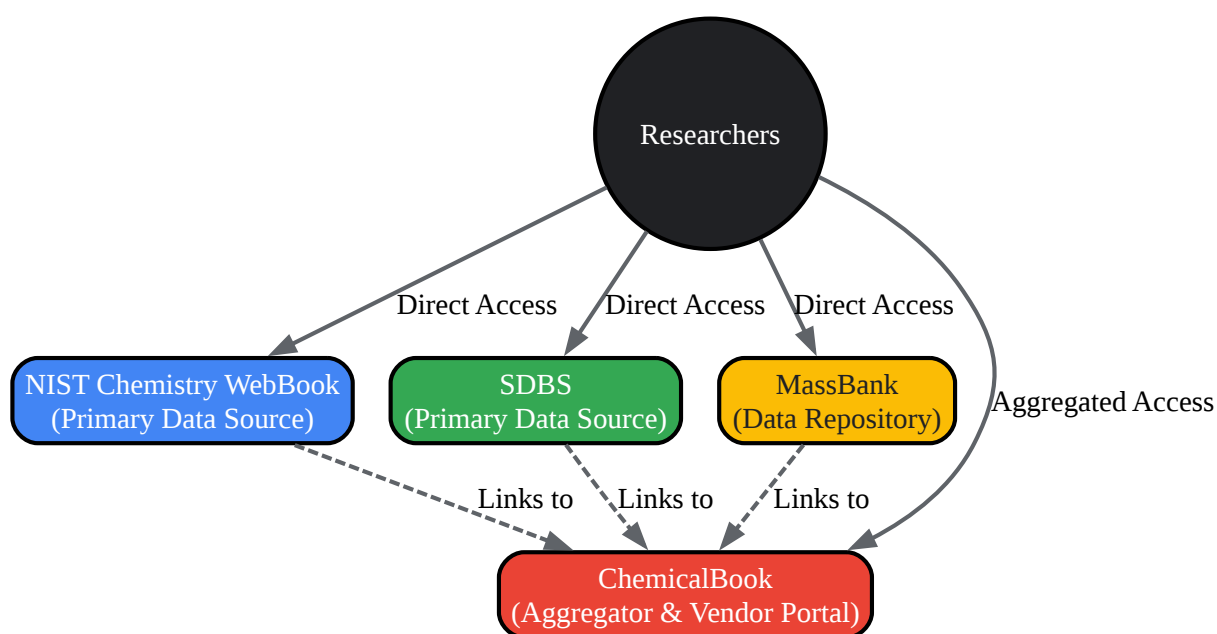 Researchers
Direct Access
Direct Access
Direct Access
NIST Chemistry WebBook
(Primary Data Source)
SDBS
(Primary Data Source)
MassBank
(Data Repository)
Aggregated Access
Links to
Links to
Links to
ChemicalBook
(Aggregator & Vendor Portal)